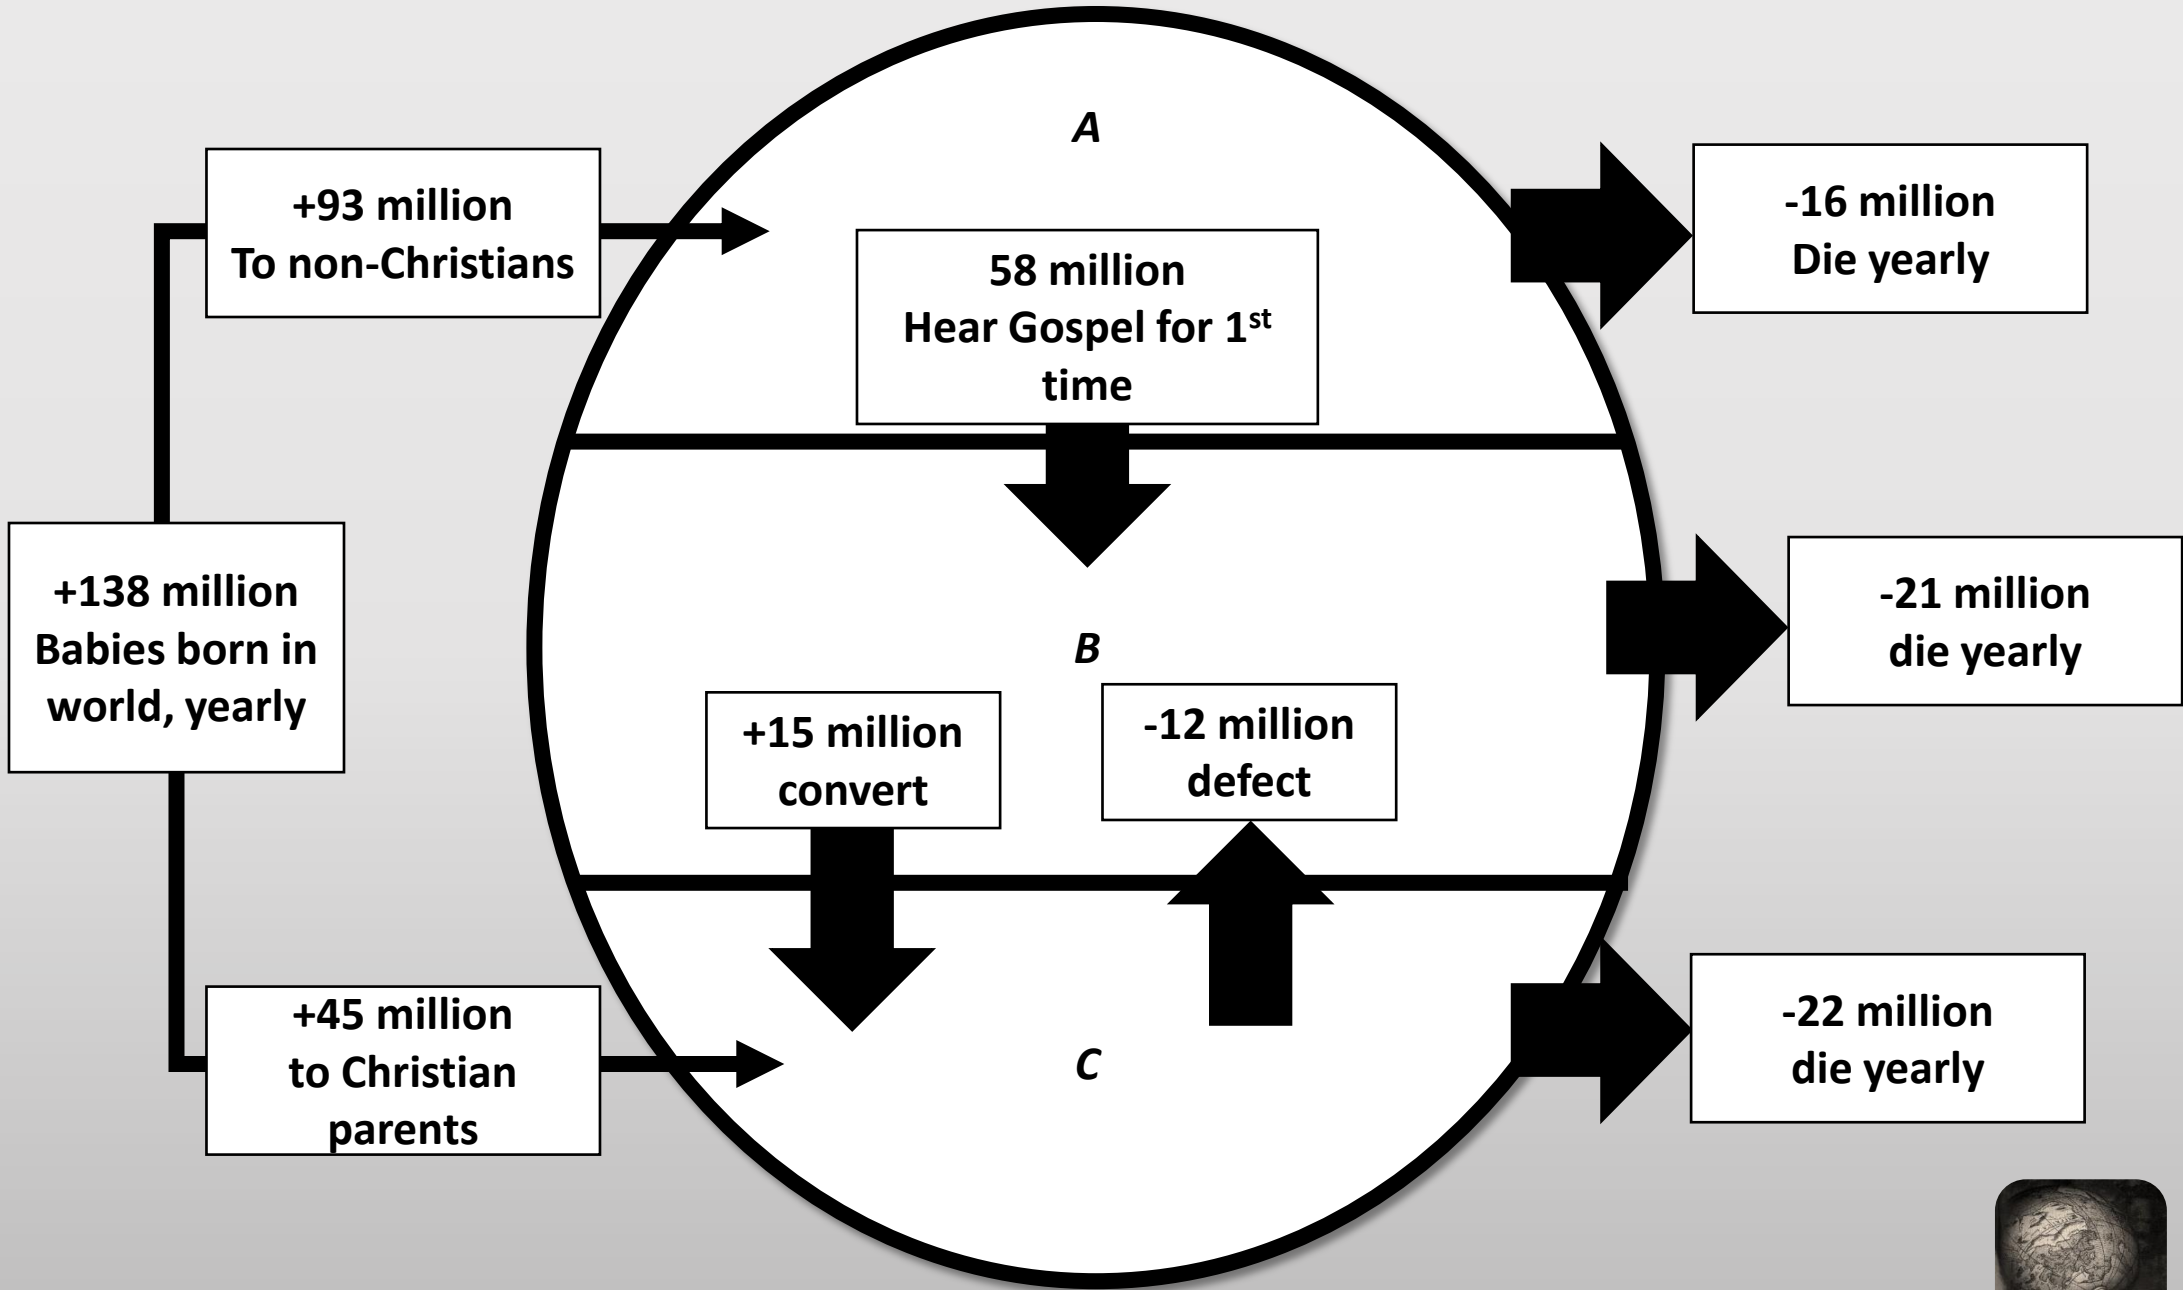 A
+93 million
To non-Christians
58 million
Hear Gospel for 1st
time
-16 million
Die yearly
+138 million
Babies born in
world, yearly
B
-21 million
die yearly
+15 million
convert
-12 million
defect
+45 million
to Christian
parents
C
-22 million
die yearly